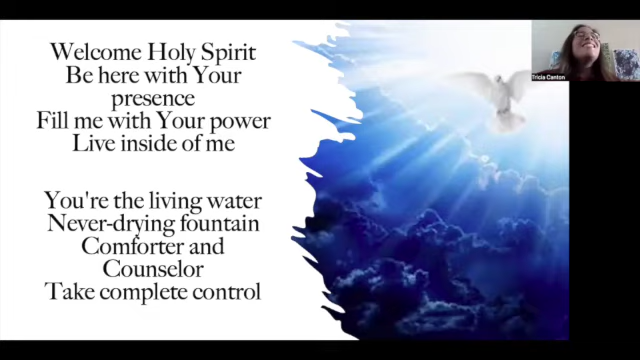 Welcome Holy Spirit
Be here with Your
presence
Fill me with Your power
Live inside of me
You're the living water
Never-drying fountain
Comforter and
Counselor
Take complete control
Tricia Canton